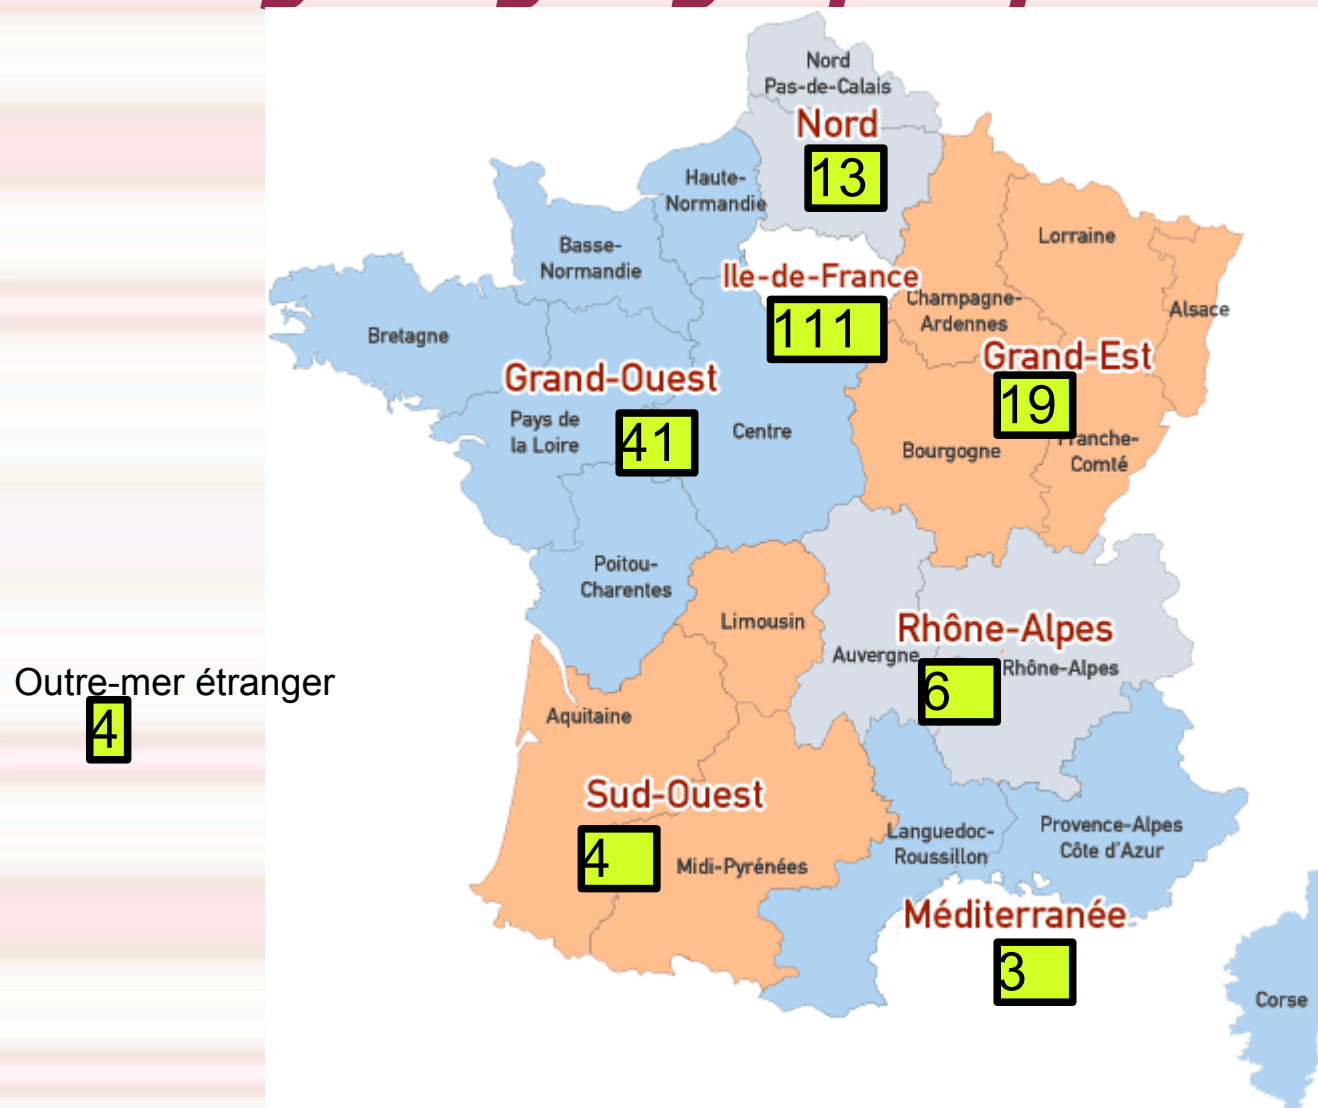 Nord
Pas-de-Calais
Nord
13
Haute-
Normandie
Basse-
Normandie
Lorraine
Ile-de-France
111
Champagne-
Ardennes
Alsace
Bretagne
Grand-Est
19
Grand-Ouest
41
Pays de
la Loire
Centre
Bourgogne
Franche-
Comté
Poitou-
Charentes
Limousin
Rhône-Alpes
Auvergne
Rhône-Alpes
6
Outre-mer étranger
4
Aquitaine
Sud-Ouest
4
Midi-Pyrénées
Languedoc-
Roussillon
Provence-Alpes
Côte d'Azur
Méditerranée
3
Corse